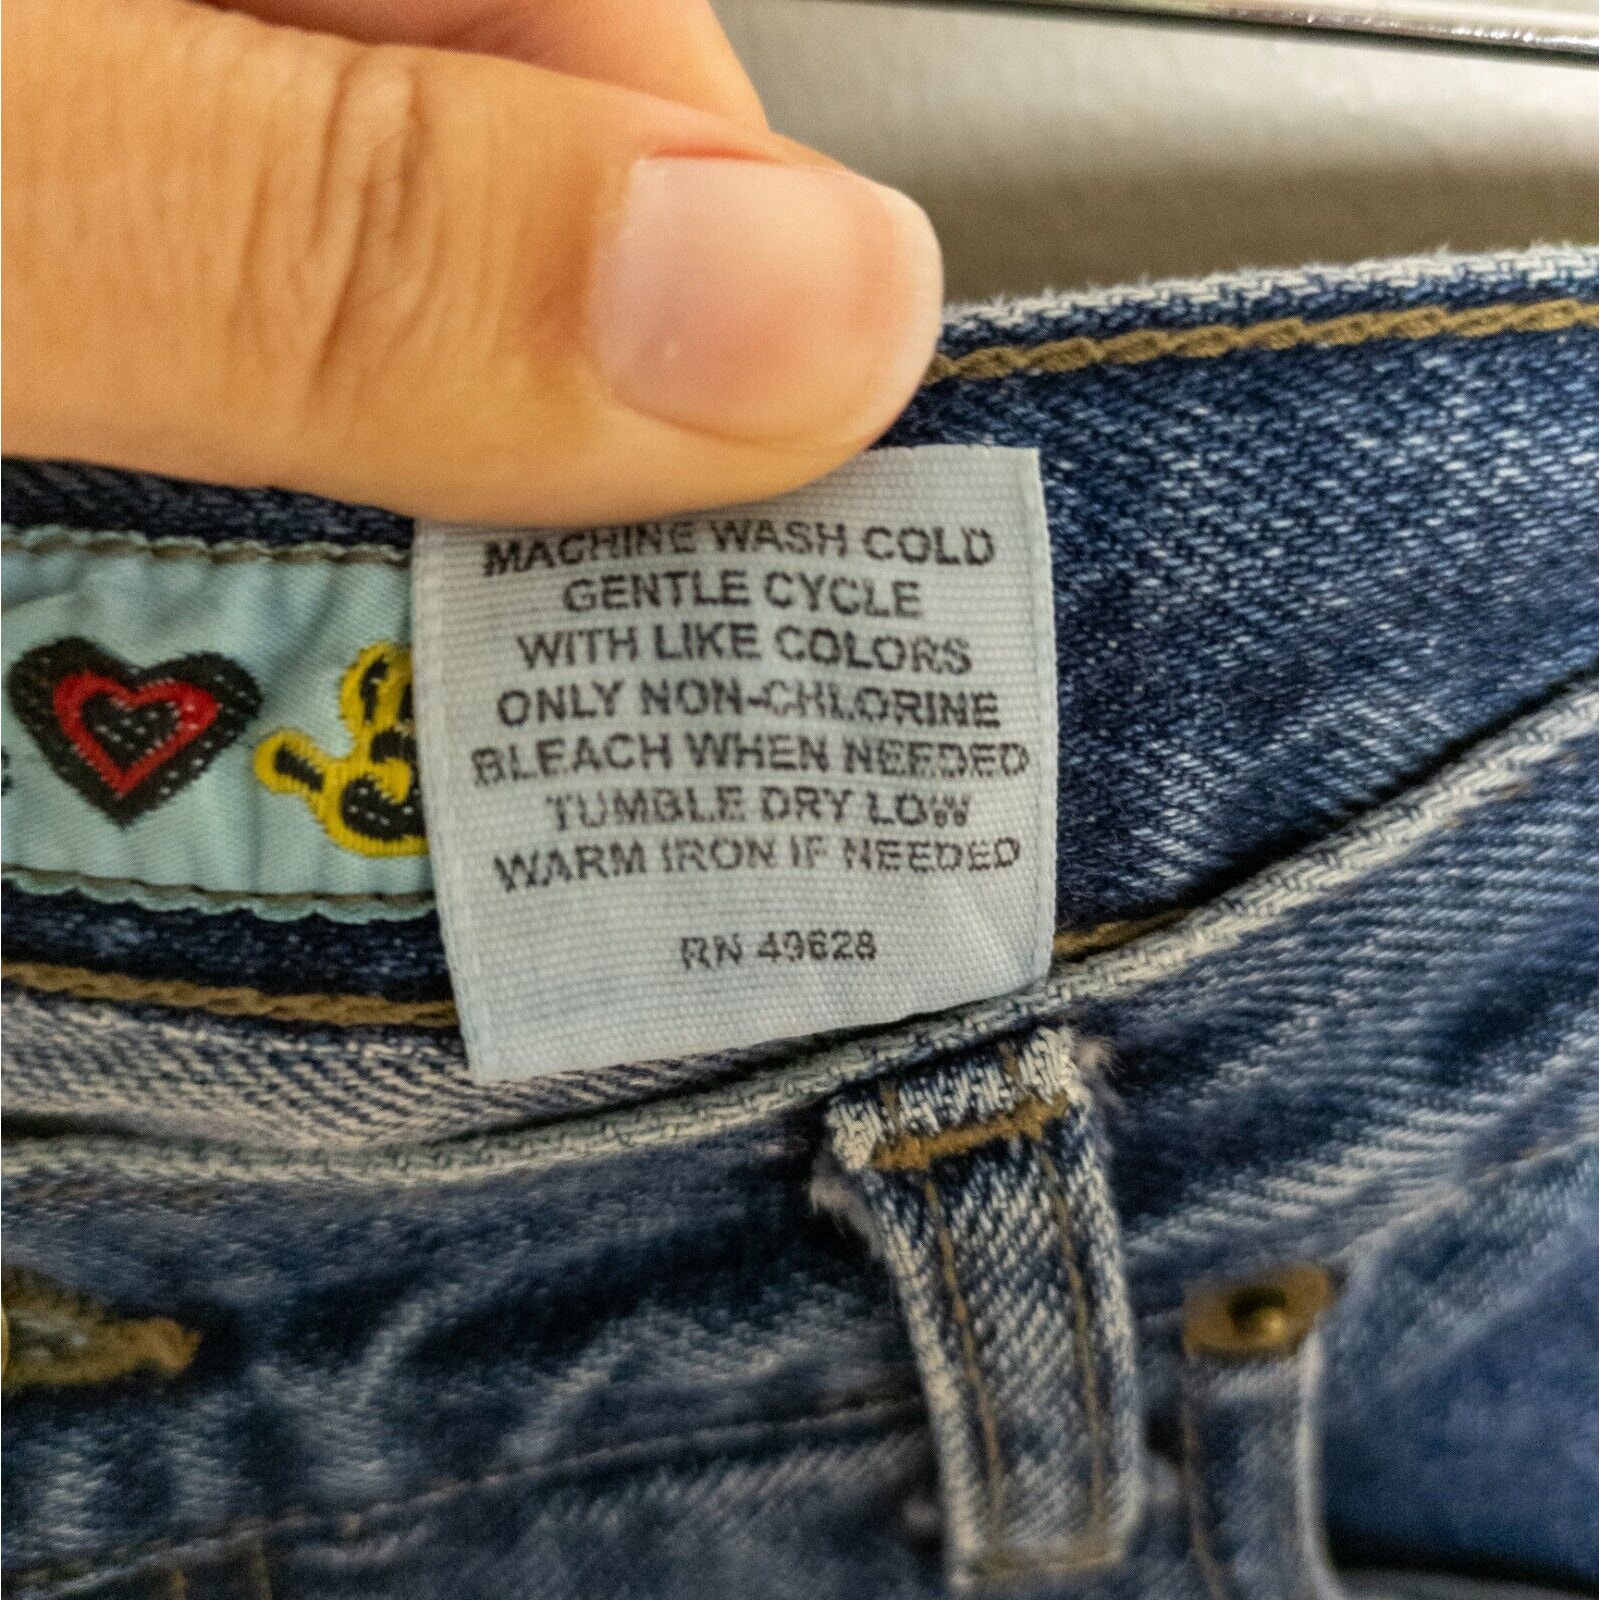 MACHINE WASH COLD
GENTLE CYCLE
WITH LIKE COLORS
ONLY NON-CHLORINE
BLEACH WHEN NEEDED
TUMBLE DRY LOW
WARM IRON IF NEEDED
RN 49628